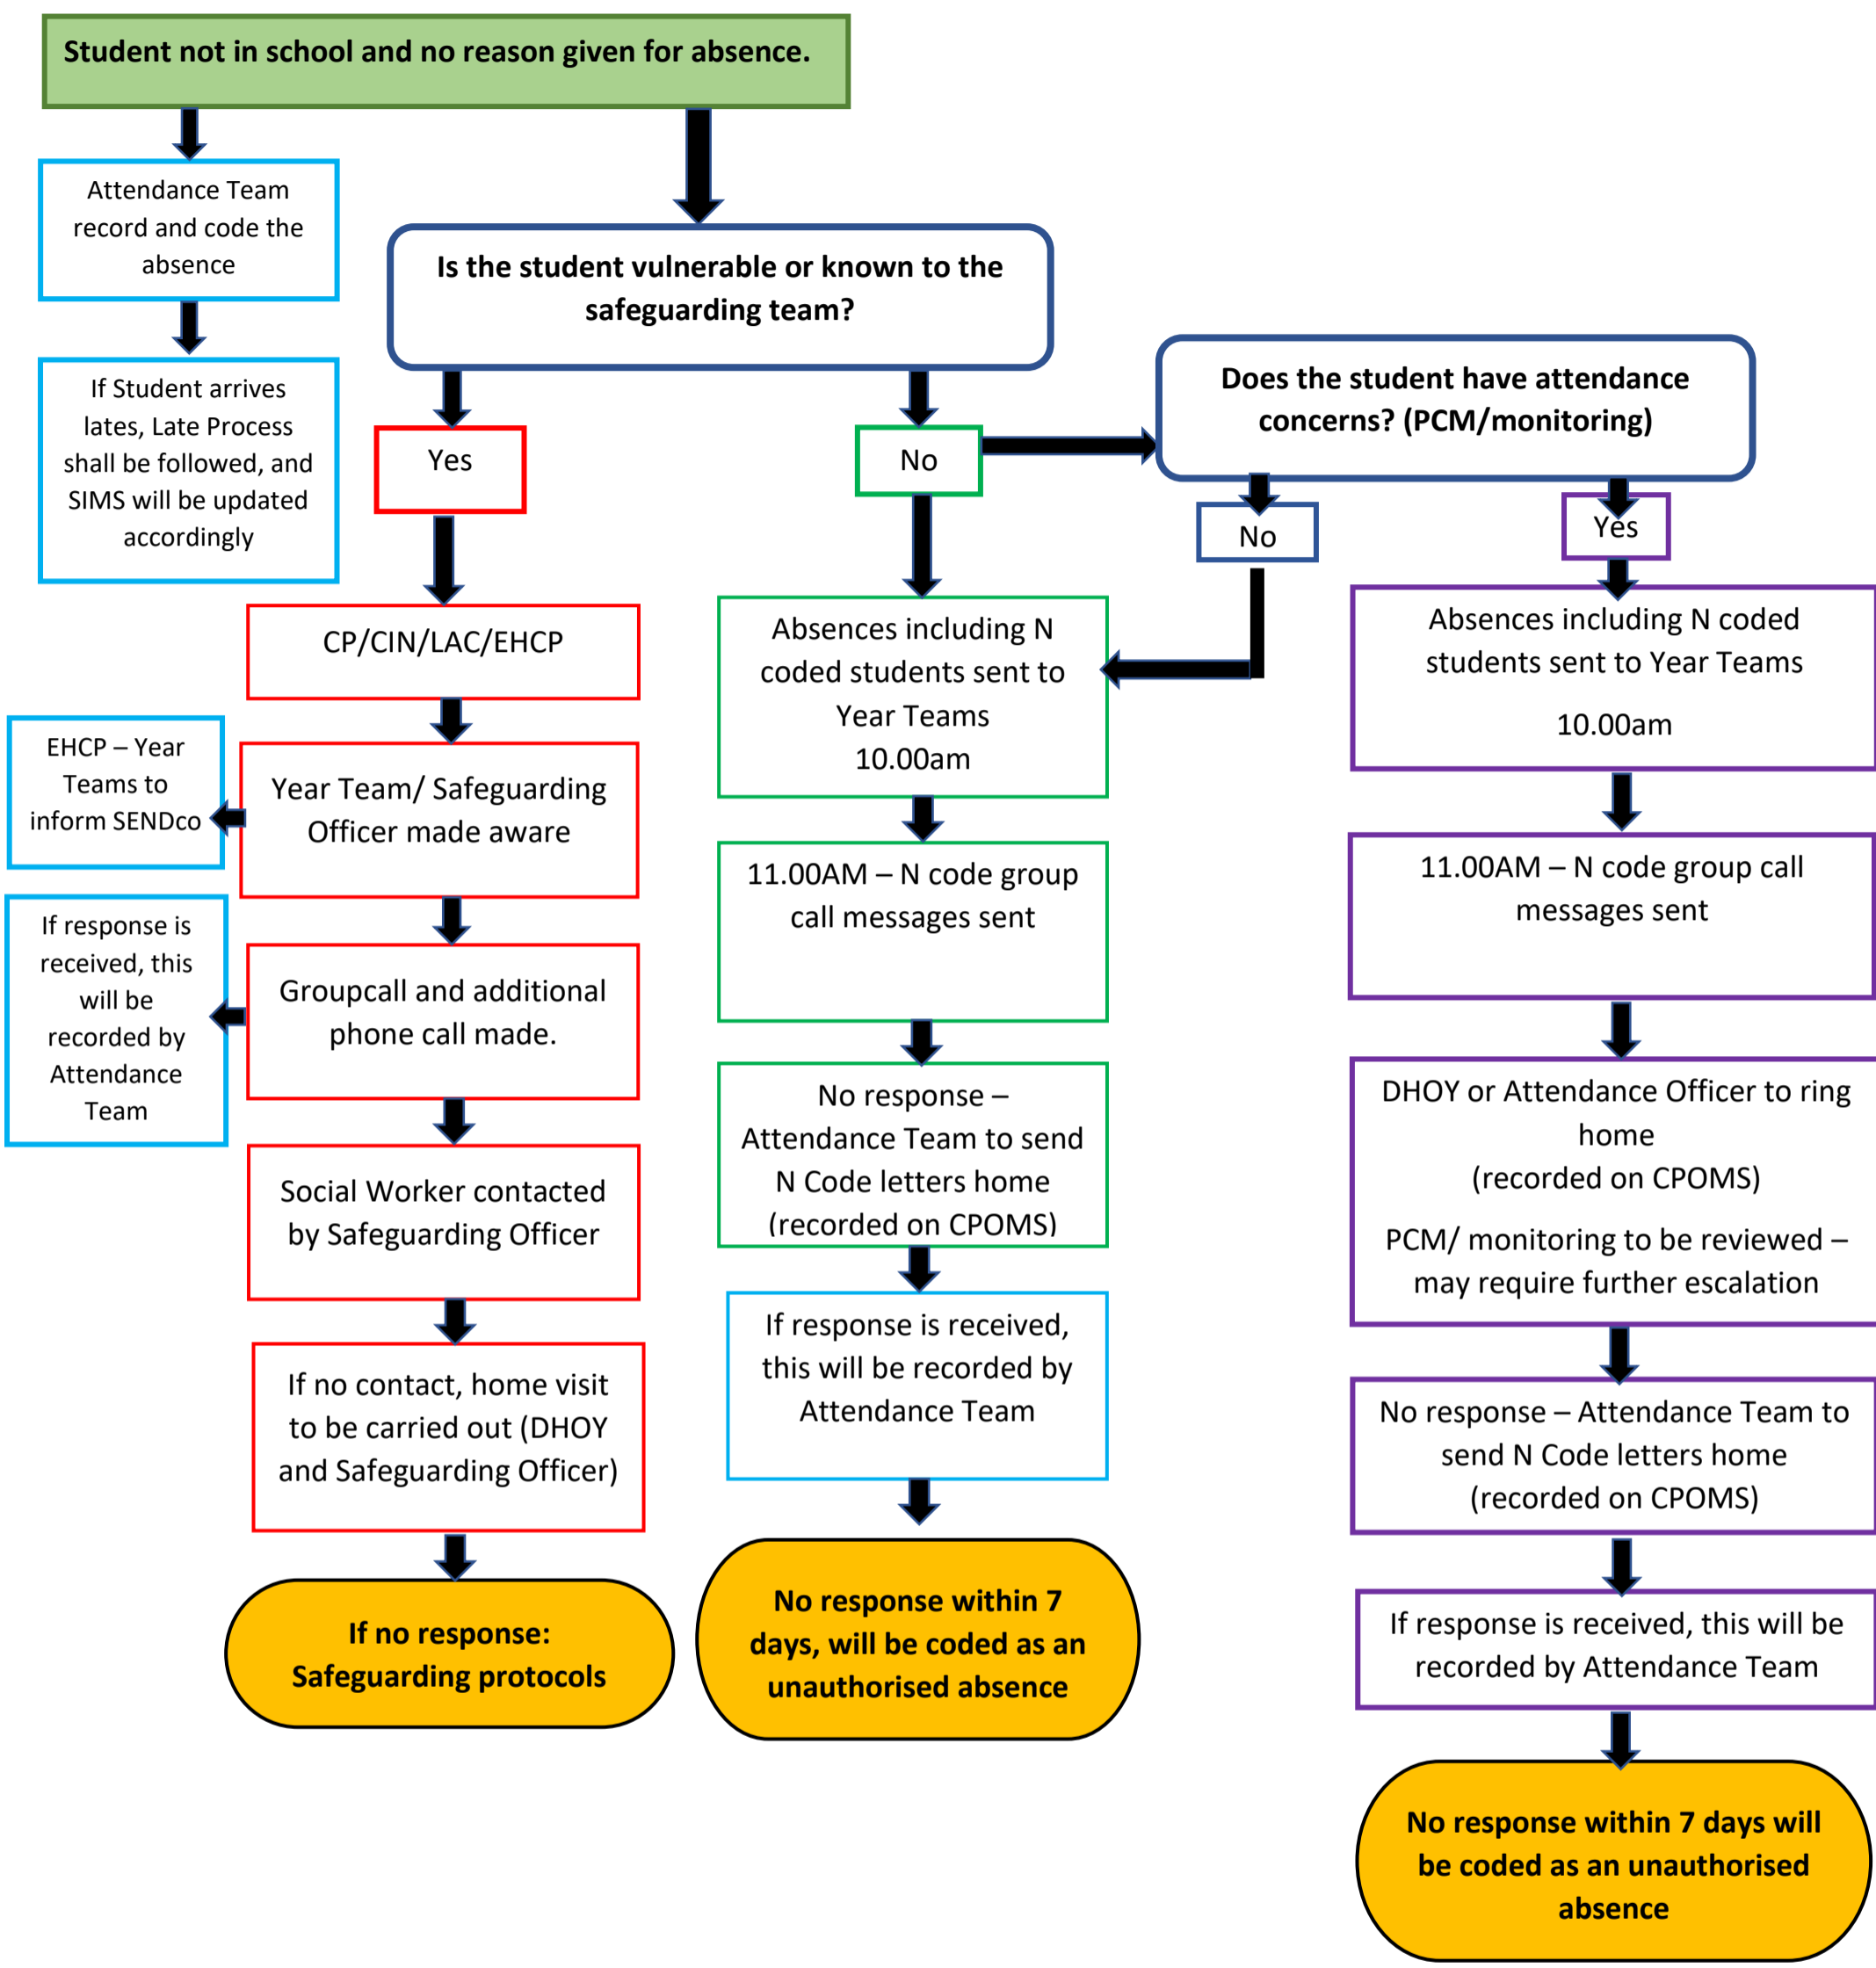 Student not in school and no reason given for absence.
Attendance Team
record and code the
absence
If Student arrives
lates, Late Process
shall be followed, and
SIMS will be updated
accordingly
Is the student vulnerable or known to the
safeguarding team?
Yes
No
Does the student have attendance
concerns? (PCM/monitoring)
No
Yes
CP/CIN/LAC/EHCP
Year Team/ Safeguarding
Officer made aware
EHCP – Year
Teams to
inform SENDco
Groupcall and additional
phone call made.
If response is
received, this
will be
recorded by
Attendance
Team
Social Worker contacted
by Safeguarding Officer
If no contact, home visit
to be carried out (DHOY
and Safeguarding Officer)
If no response:
Safeguarding protocols
Absences including N
coded students sent to
Year Teams
10.00am
11.00AM – N code group
call messages sent
No response –
Attendance Team to send
N Code letters home
(recorded on CPOMS)
If response is received,
this will be recorded by
Attendance Team
No response within 7
days, will be coded as an
unauthorised absence
Absences including N coded
students sent to Year Teams
10.00am
11.00AM – N code group call
messages sent
DHOY or Attendance Officer to ring
home
(recorded on CPOMS)
PCM/ monitoring to be reviewed –
may require further escalation
No response – Attendance Team to
send N Code letters home
(recorded on CPOMS)
If response is received, this will be
recorded by Attendance Team
No response within 7 days will
be coded as an unauthorised
absence